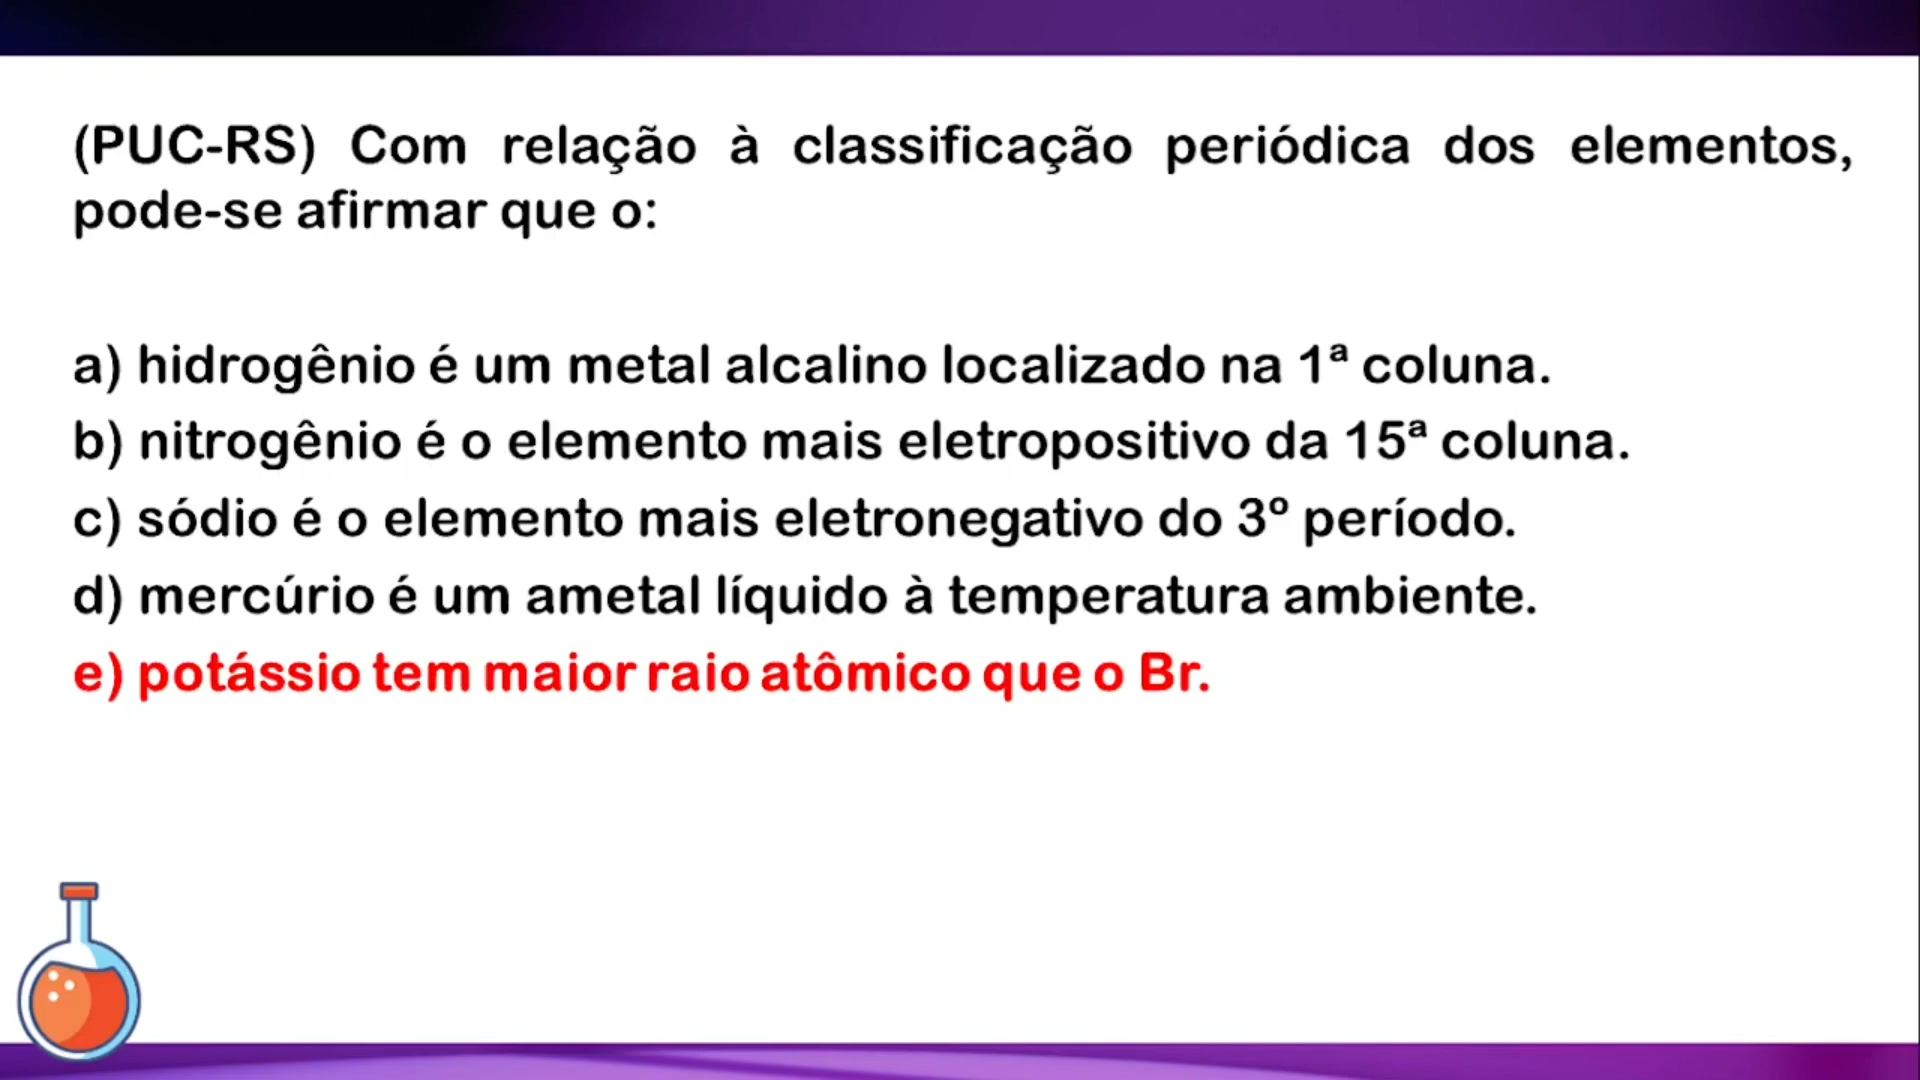 (PUC-RS) Com relação à classificação periódica dos elementos,
pode-se afirmar que o:
a) hidrogênio é um metal alcalino localizado na 1ª coluna.
b) nitrogênio é o elemento mais eletropositivo da 15ª coluna.
c) sódio é o elemento mais eletronegativo do 3º período.
d) mercúrio é um ametal líquido à temperatura ambiente.
e) potássio tem maior raio atômico que o Br.